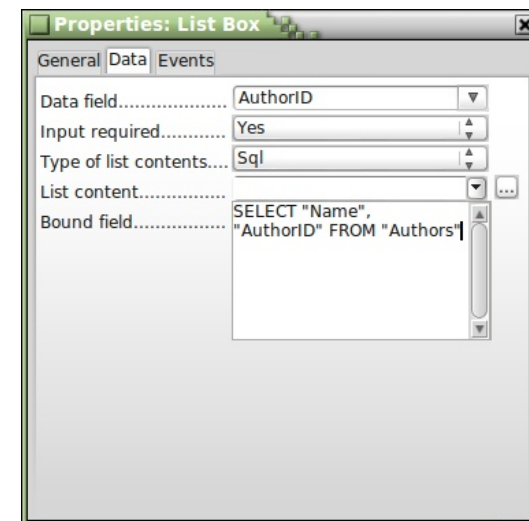 Properties: List Box
General Data Events
Data field.................... AuthorID
Input required............ Yes
Type of list contents.... Sql
List content................
Bound field................. SELECT "Name",
"AuthorID" FROM "Authors"